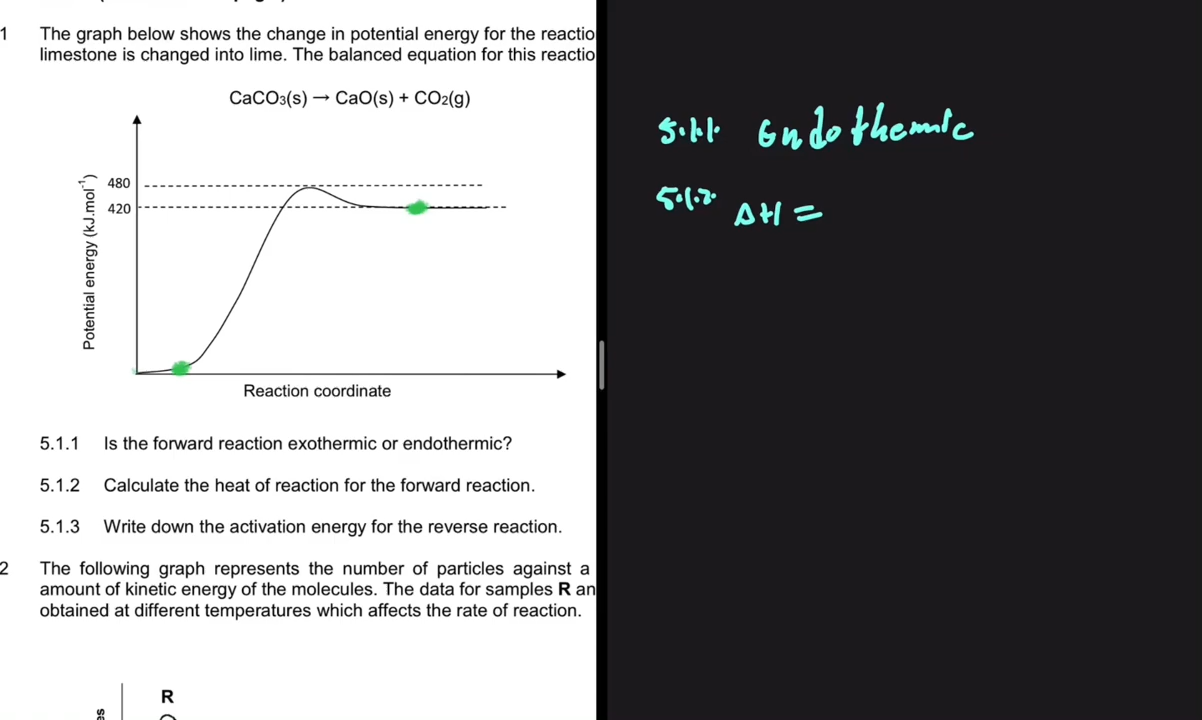 1 The graph below shows the change in potential energy for the reactio
limestone is changed into lime. The balanced equation for this reactio
CaCO3(s) → CaO(s) + CO2(g)
Potential energy (kJ.mol-1)
480
420
Reaction coordinate
5.1.1 Is the forward reaction exothermic or endothermic?
5.1.2 Calculate the heat of reaction for the forward reaction.
5.1.3 Write down the activation energy for the reverse reaction.
2 The following graph represents the number of particles against a
amount of kinetic energy of the molecules. The data for samples R an
obtained at different temperatures which affects the rate of reaction.
R
5.1.1. Endothemic
5.1.2. ΔH =